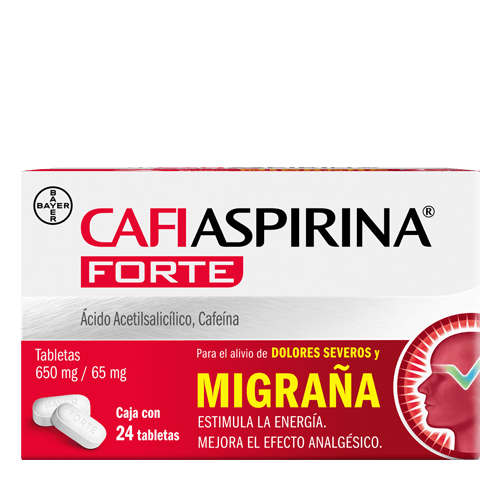 BAYER
BAYER
CAFIASPIRINA®
FORTE
Ácido Acetilsalicílico, Cafeína
Tabletas
650 mg / 65 mg
Para el alivio de DOLORES SEVEROS y
MIGRAÑA
ESTIMULA LA ENERGÍA.
MEJORA EL EFECTO ANALGÉSICO.
Caja con
24 tabletas
FORTE